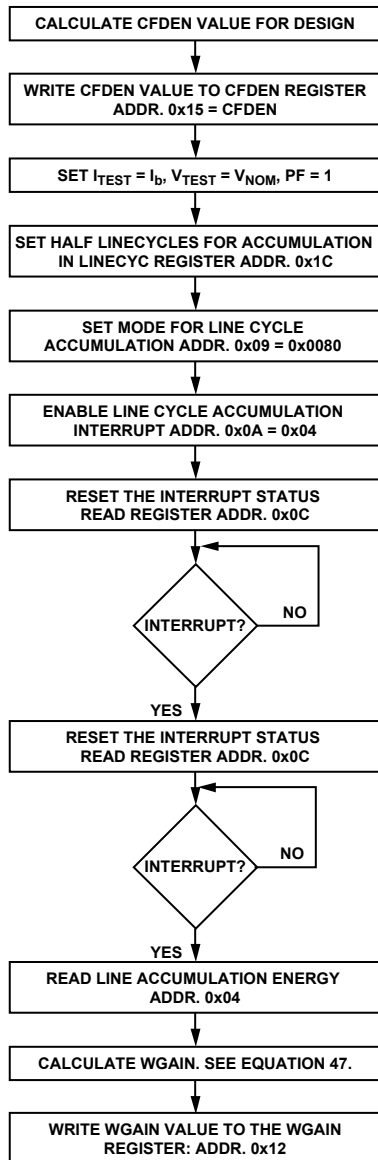 CALCULATE CFDEN VALUE FOR DESIGN
WRITE CFDEN VALUE TO CFDEN REGISTER
ADDR. 0x15 = CFDEN
SET I_TEST = I_b, V_TEST = V_NOM, PF = 1
SET HALF LINECYCLES FOR ACCUMULATION
IN LINECYC REGISTER ADDR. 0x1C
SET MODE FOR LINE CYCLE
ACCUMULATION ADDR. 0x09 = 0x0080
ENABLE LINE CYCLE ACCUMULATION
INTERRUPT ADDR. 0x0A = 0x04
RESET THE INTERRUPT STATUS
READ REGISTER ADDR. 0x0C
INTERRUPT?
NO
YES
RESET THE INTERRUPT STATUS
READ REGISTER ADDR. 0x0C
INTERRUPT?
NO
YES
READ LINE ACCUMULATION ENERGY
ADDR. 0x04
CALCULATE WGAIN. SEE EQUATION 47.
WRITE WGAIN VALUE TO THE WGAIN
REGISTER: ADDR. 0x12